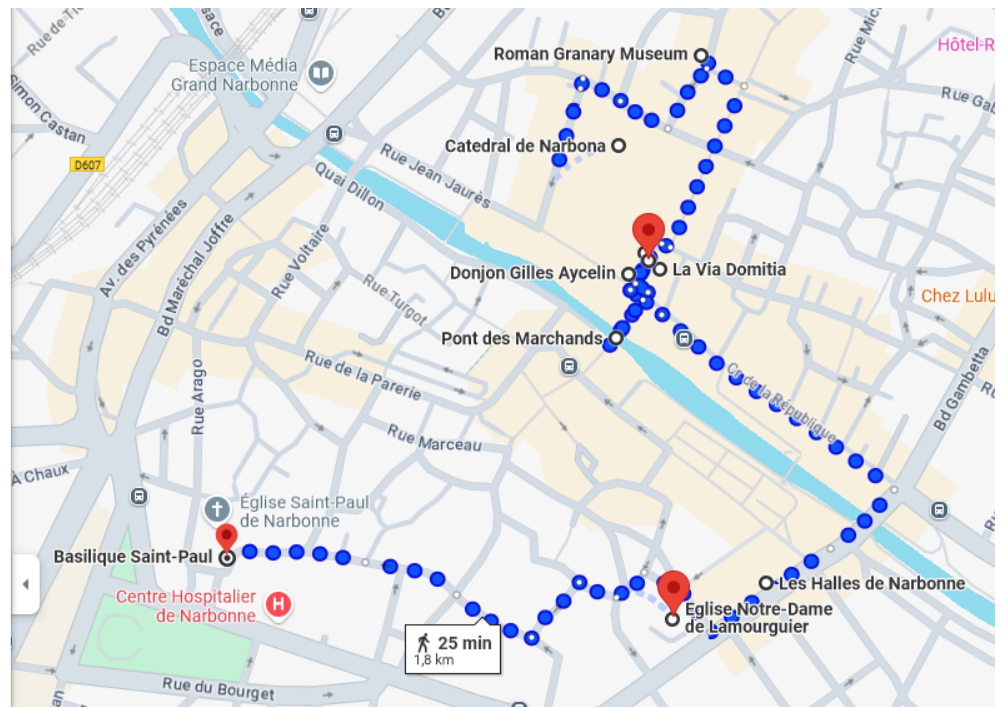 Rue de-Tiv
Roman Granary Museum
Rue Mic
Hôtel-R
Espace Média
Grand Narbonne
Simon Castan
Rue Gab
Catedral de Narbona
Rue Jean Jaurès
D607
Quai Dillon
Av. des Pyrénées
Bd Maréchal Joffre
Rue Voltaire
Donjon Gilles Aycelin
La Via Domitia
Rue Turgot
Chez Lulu
Pont des Marchands
Rue de la Parerie
Cr de la République
Bd Gambetta
Rue Arago
Rue Marceau
À Chaux
Église Saint-Paul
de Narbonne
Basilique Saint-Paul
Centre Hospitalier
de Narbonne
H
Les Halles de Narbonne
Eglise Notre-Dame
de Lamourguier
25 min
1,8 km
Rue du Bourget